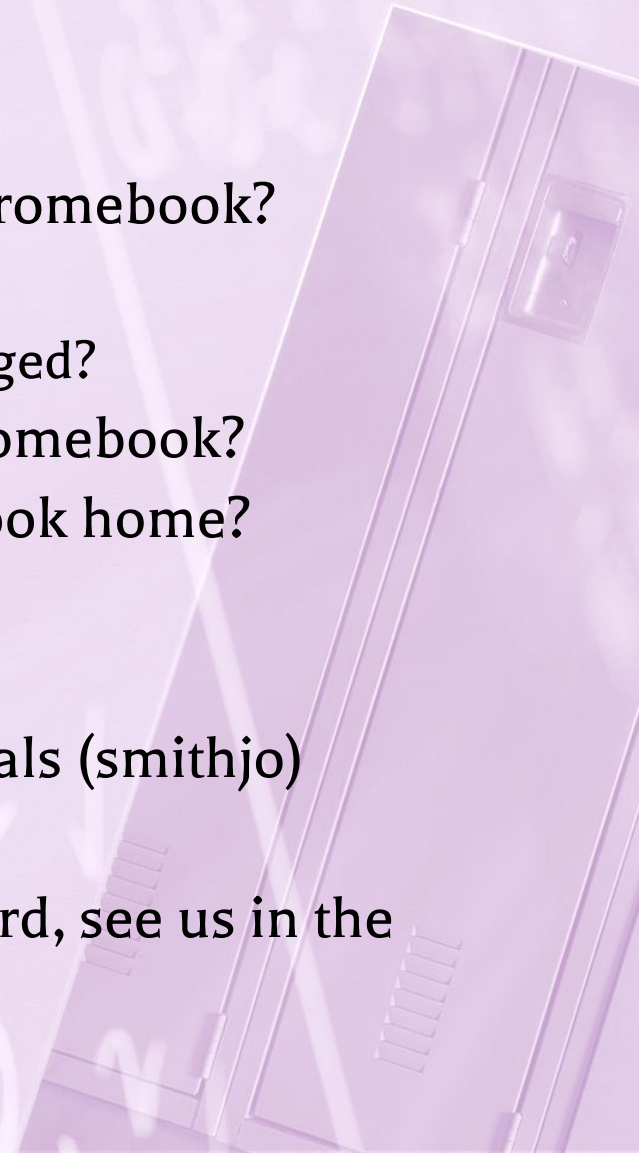 romebook?
ged?
omebook?
ok home?
als (smithjo)
rd, see us in the